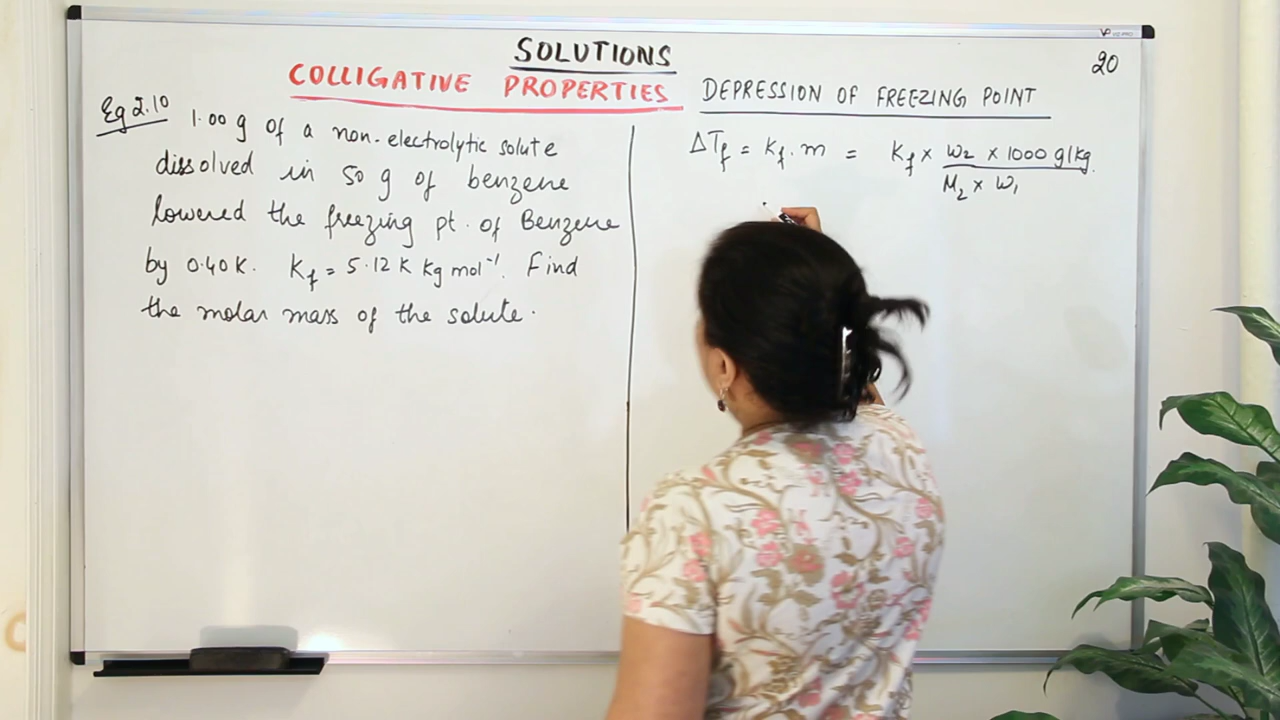 SOLUTIONS
COLLIGATIVE PROPERTIES
DEPRESSION OF FREEZING POINT
20
Eg 2.10
1.00 g of a non-electrolytic solute
dissolved in 50 g of benzene
lowered the freezing pt. of Benzene
by 0.40 K. Kf = 5.12 K Kg mol⁻¹. Find
the molar mass of the solute.
ΔTf = Kf . m = Kf × w₂ × 1000 g/kg
M₂ × w₁